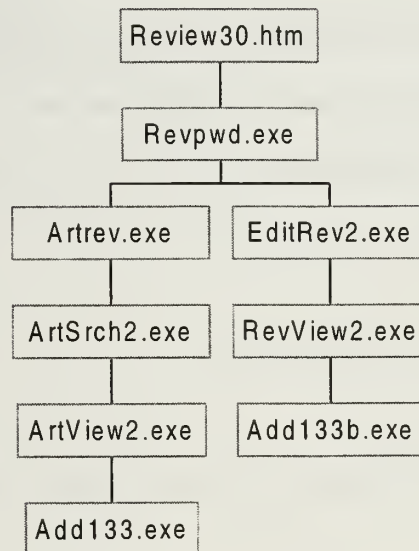 Review30.htm
Revpwd.exe
Artrev.exe
EditRev2.exe
ArtSrch2.exe
RevView2.exe
ArtView2.exe
Add133b.exe
Add133.exe